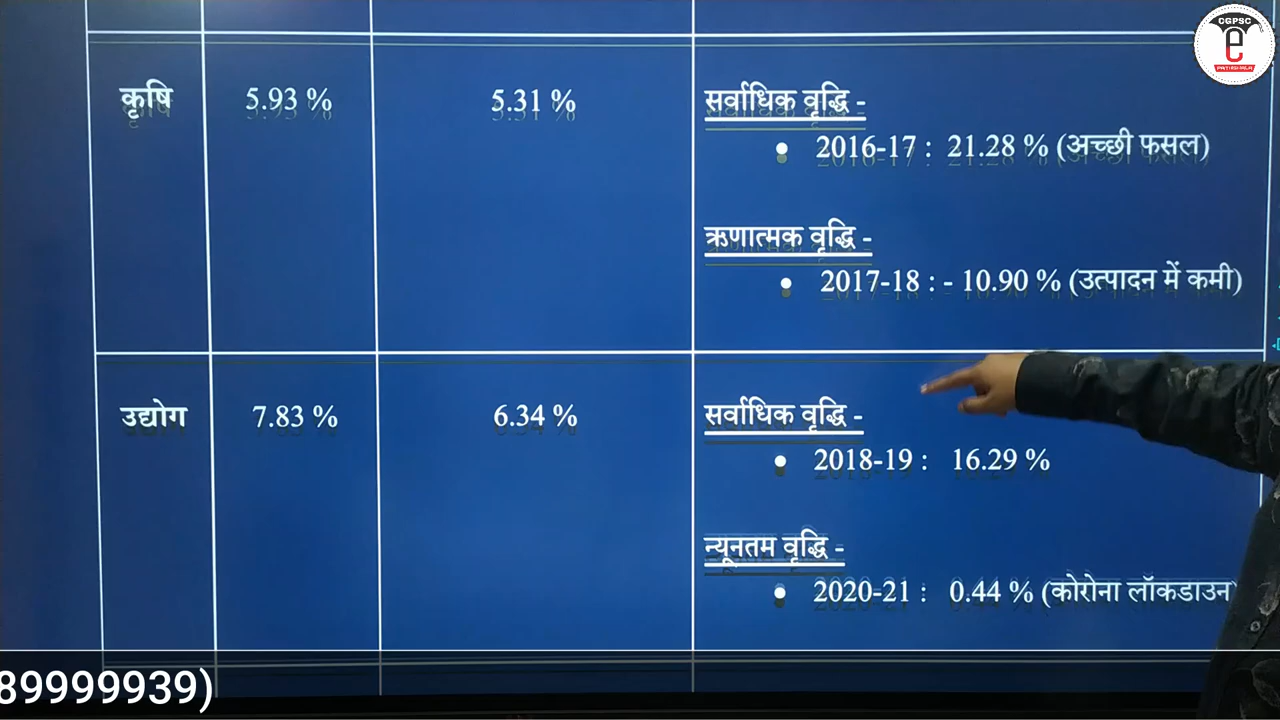 CGPSC
e
PATHSHALA
कृषि
5.93 %
5.31 %
सर्वाधिक वृद्धि -
• 2016-17 : 21.28 % (अच्छी फसल)
ऋणात्मक वृद्धि -
• 2017-18 : - 10.90 % (उत्पादन में कमी)
उद्योग
7.83 %
6.34 %
सर्वाधिक वृद्धि -
• 2018-19 : 16.29 %
न्यूनतम वृद्धि -
• 2020-21 : 0.44 % (कोरोना लॉकडाउन
89999939)